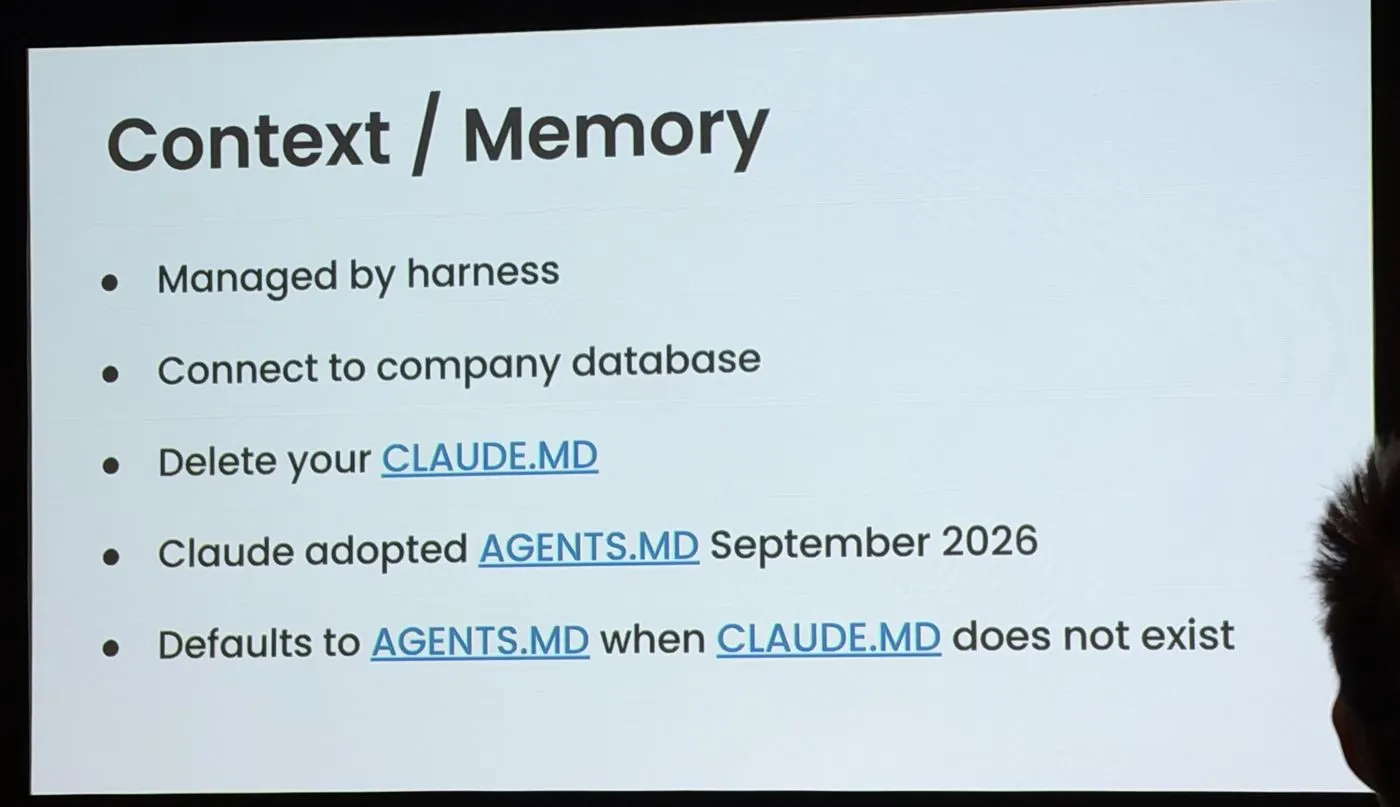 Context / Memory
● Managed by harness
● Connect to company database
● Delete your CLAUDE.MD
● Claude adopted AGENTS.MD September 2026
● Defaults to AGENTS.MD when CLAUDE.MD does not exist